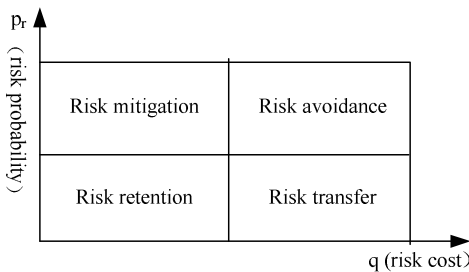 pr
(risk probability)
Risk mitigation
Risk avoidance
Risk retention
Risk transfer
q (risk cost)